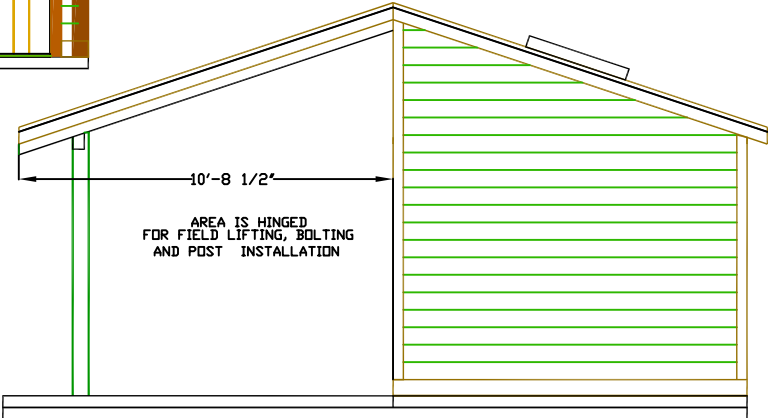 10'-8 1/2"
AREA IS HINGED
FOR FIELD LIFTING, BOLTING
AND POST INSTALLATION